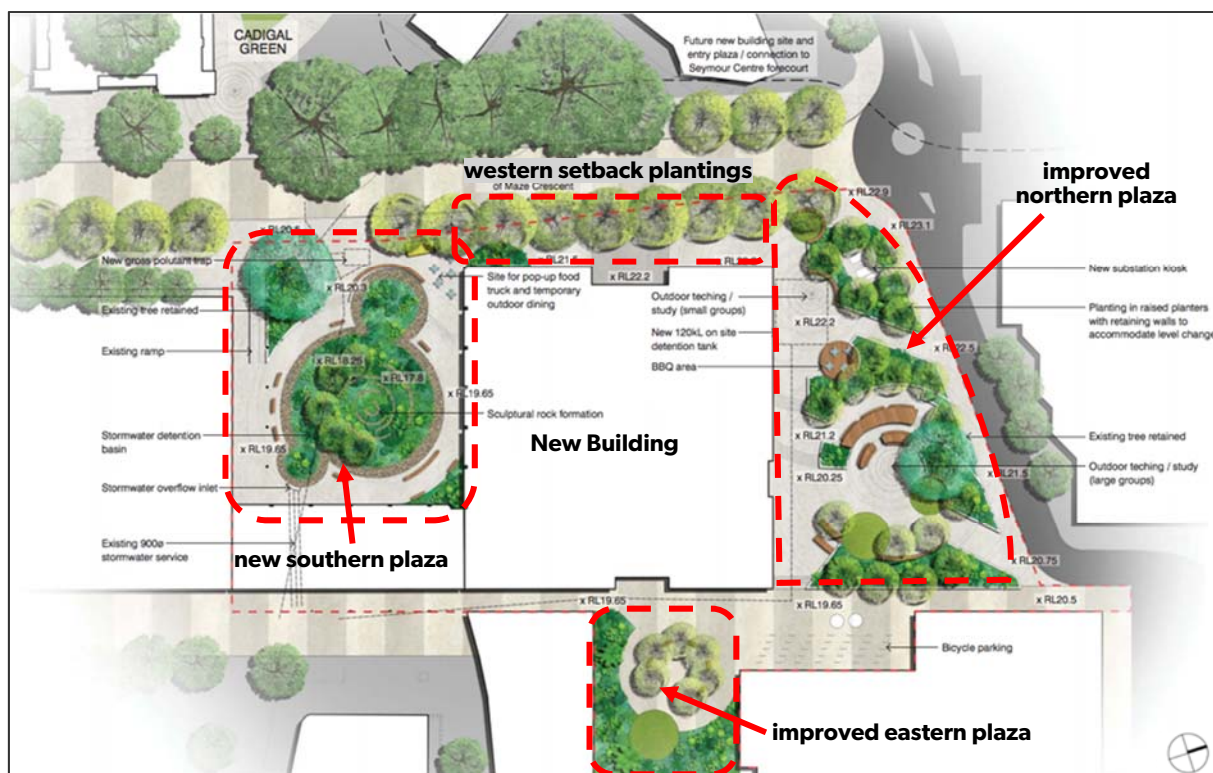 CADIGAL
GREEN
Future new building site and
entry plaza / connection to
Seymour Centre forecourt
western setback plantings
of Maze Crescent
improved
northern plaza
x RL22.9
x RL23.1
New gross polutant trap
x RL20.3
Site for pop-up food
truck and temporary
outdoor dining
x RL22.2
Outdoor teching /
study (small groups)
New substation kiosk
Existing tree retained
New 120kL on site
detention tank
x RL22.2
Planting in raised planters
with retaining walls to
accommodate level change
Existing ramp
BBQ area
x RL22.5
x RL18.25
x RL17.8
x RL19.65
Sculptural rock formation
New Building
Stormwater detention
basin
x RL19.65
x RL21.2
Existing tree retained
x RL20.25
x RL21.5
Outdoor teching / study
(large groups)
Stormwater overflow inlet
Existing 900ø
stormwater service
new southern plaza
x RL20.75
x RL19.65
x RL19.65
x RL20.5
Bicycle parking
improved eastern plaza